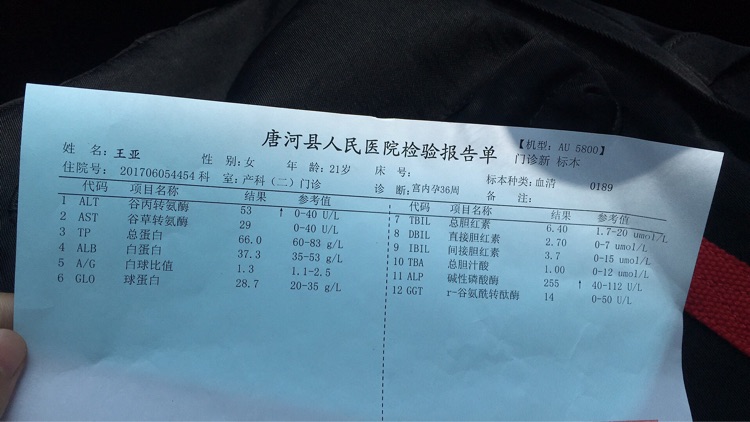 唐河县人民医院检验报告单
【机型: AU 5800】
姓 名: 王亚 性 别: 女 年 龄: 21岁 床 号: 门诊新 标本
住院号: 201706054454 科 室: 产科(二)门诊 诊 断: 宫内孕36周 标本种类: 血清 0189
备 注:
代码 项目名称 结果 参考值
1 ALT 谷丙转氨酶 53 ↑ 0-40 U/L
2 AST 谷草转氨酶 29 0-40 U/L
3 TP 总蛋白 66.0 60-83 g/L
4 ALB 白蛋白 37.3 35-53 g/L
5 A/G 白球比值 1.3 1.1-2.5
6 GLO 球蛋白 28.7 20-35 g/L
代码 项目名称 结果 参考值
7 TBIL 总胆红素 6.40 1.7-20 umol/L
8 DBIL 直接胆红素 2.70 0-7 umol/L
9 IBIL 间接胆红素 3.7 0-15 umol/L
10 TBA 总胆汁酸 1.00 0-12 umol/L
11 ALP 碱性磷酸酶 255 ↑ 40-112 U/L
12 GGT r-谷氨酰转肽酶 14 0-50 U/L